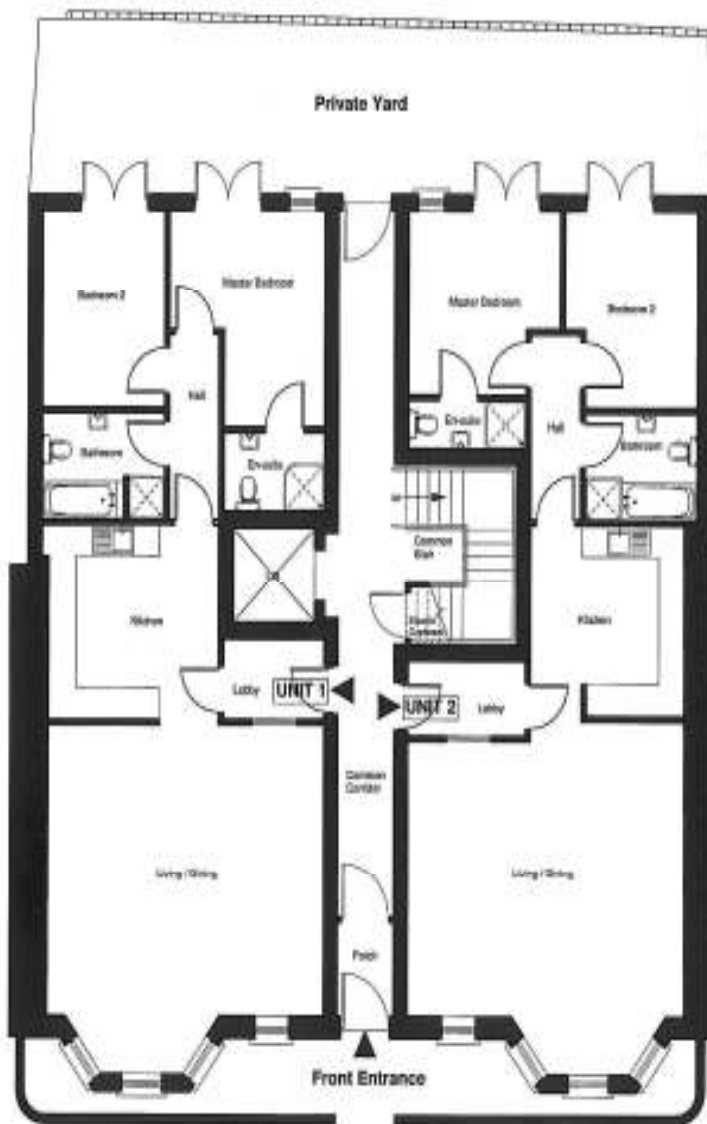 Private Yard
Bedroom 2
Master Bedroom
Master Bedroom
Bedroom 2
Hall
En-suite
Hall
Bathroom
En-suite
Bathroom
Common
Stair
Kitchen
Kitchen
Lobby
UNIT 1
UNIT 2
Lobby
Common
Corridor
Living / Dining
Living / Dining
Porch
Front Entrance